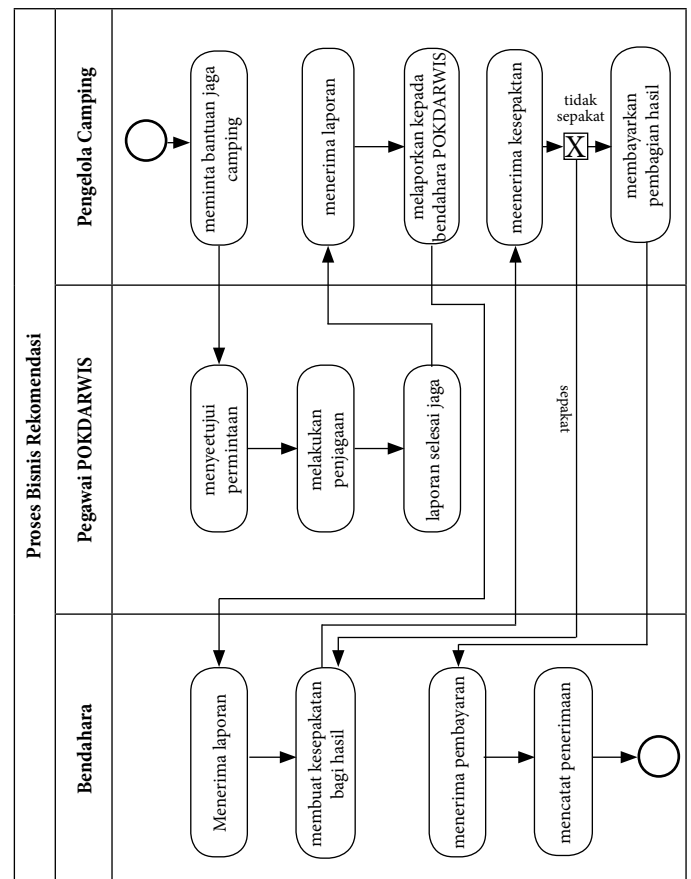 Proses Bisnis Rekomendasi
Pengelola Camping
meminta bantuan jaga
camping
menerima laporan
melaporkan kepada
bendahara POKDARWIS
meenerima kesepaktan
tidak
sepakat
X
membayarkan
pembagian hasil
Pegawai POKDARWIS
menyeetujui
permintaan
melakukan
penjagaan
laporan selesai jaga
sepakat
Bendahara
Menerima laporan
membuat kesepakatan
bagi hasil
menerima pembayaran
mencatat penerimaan